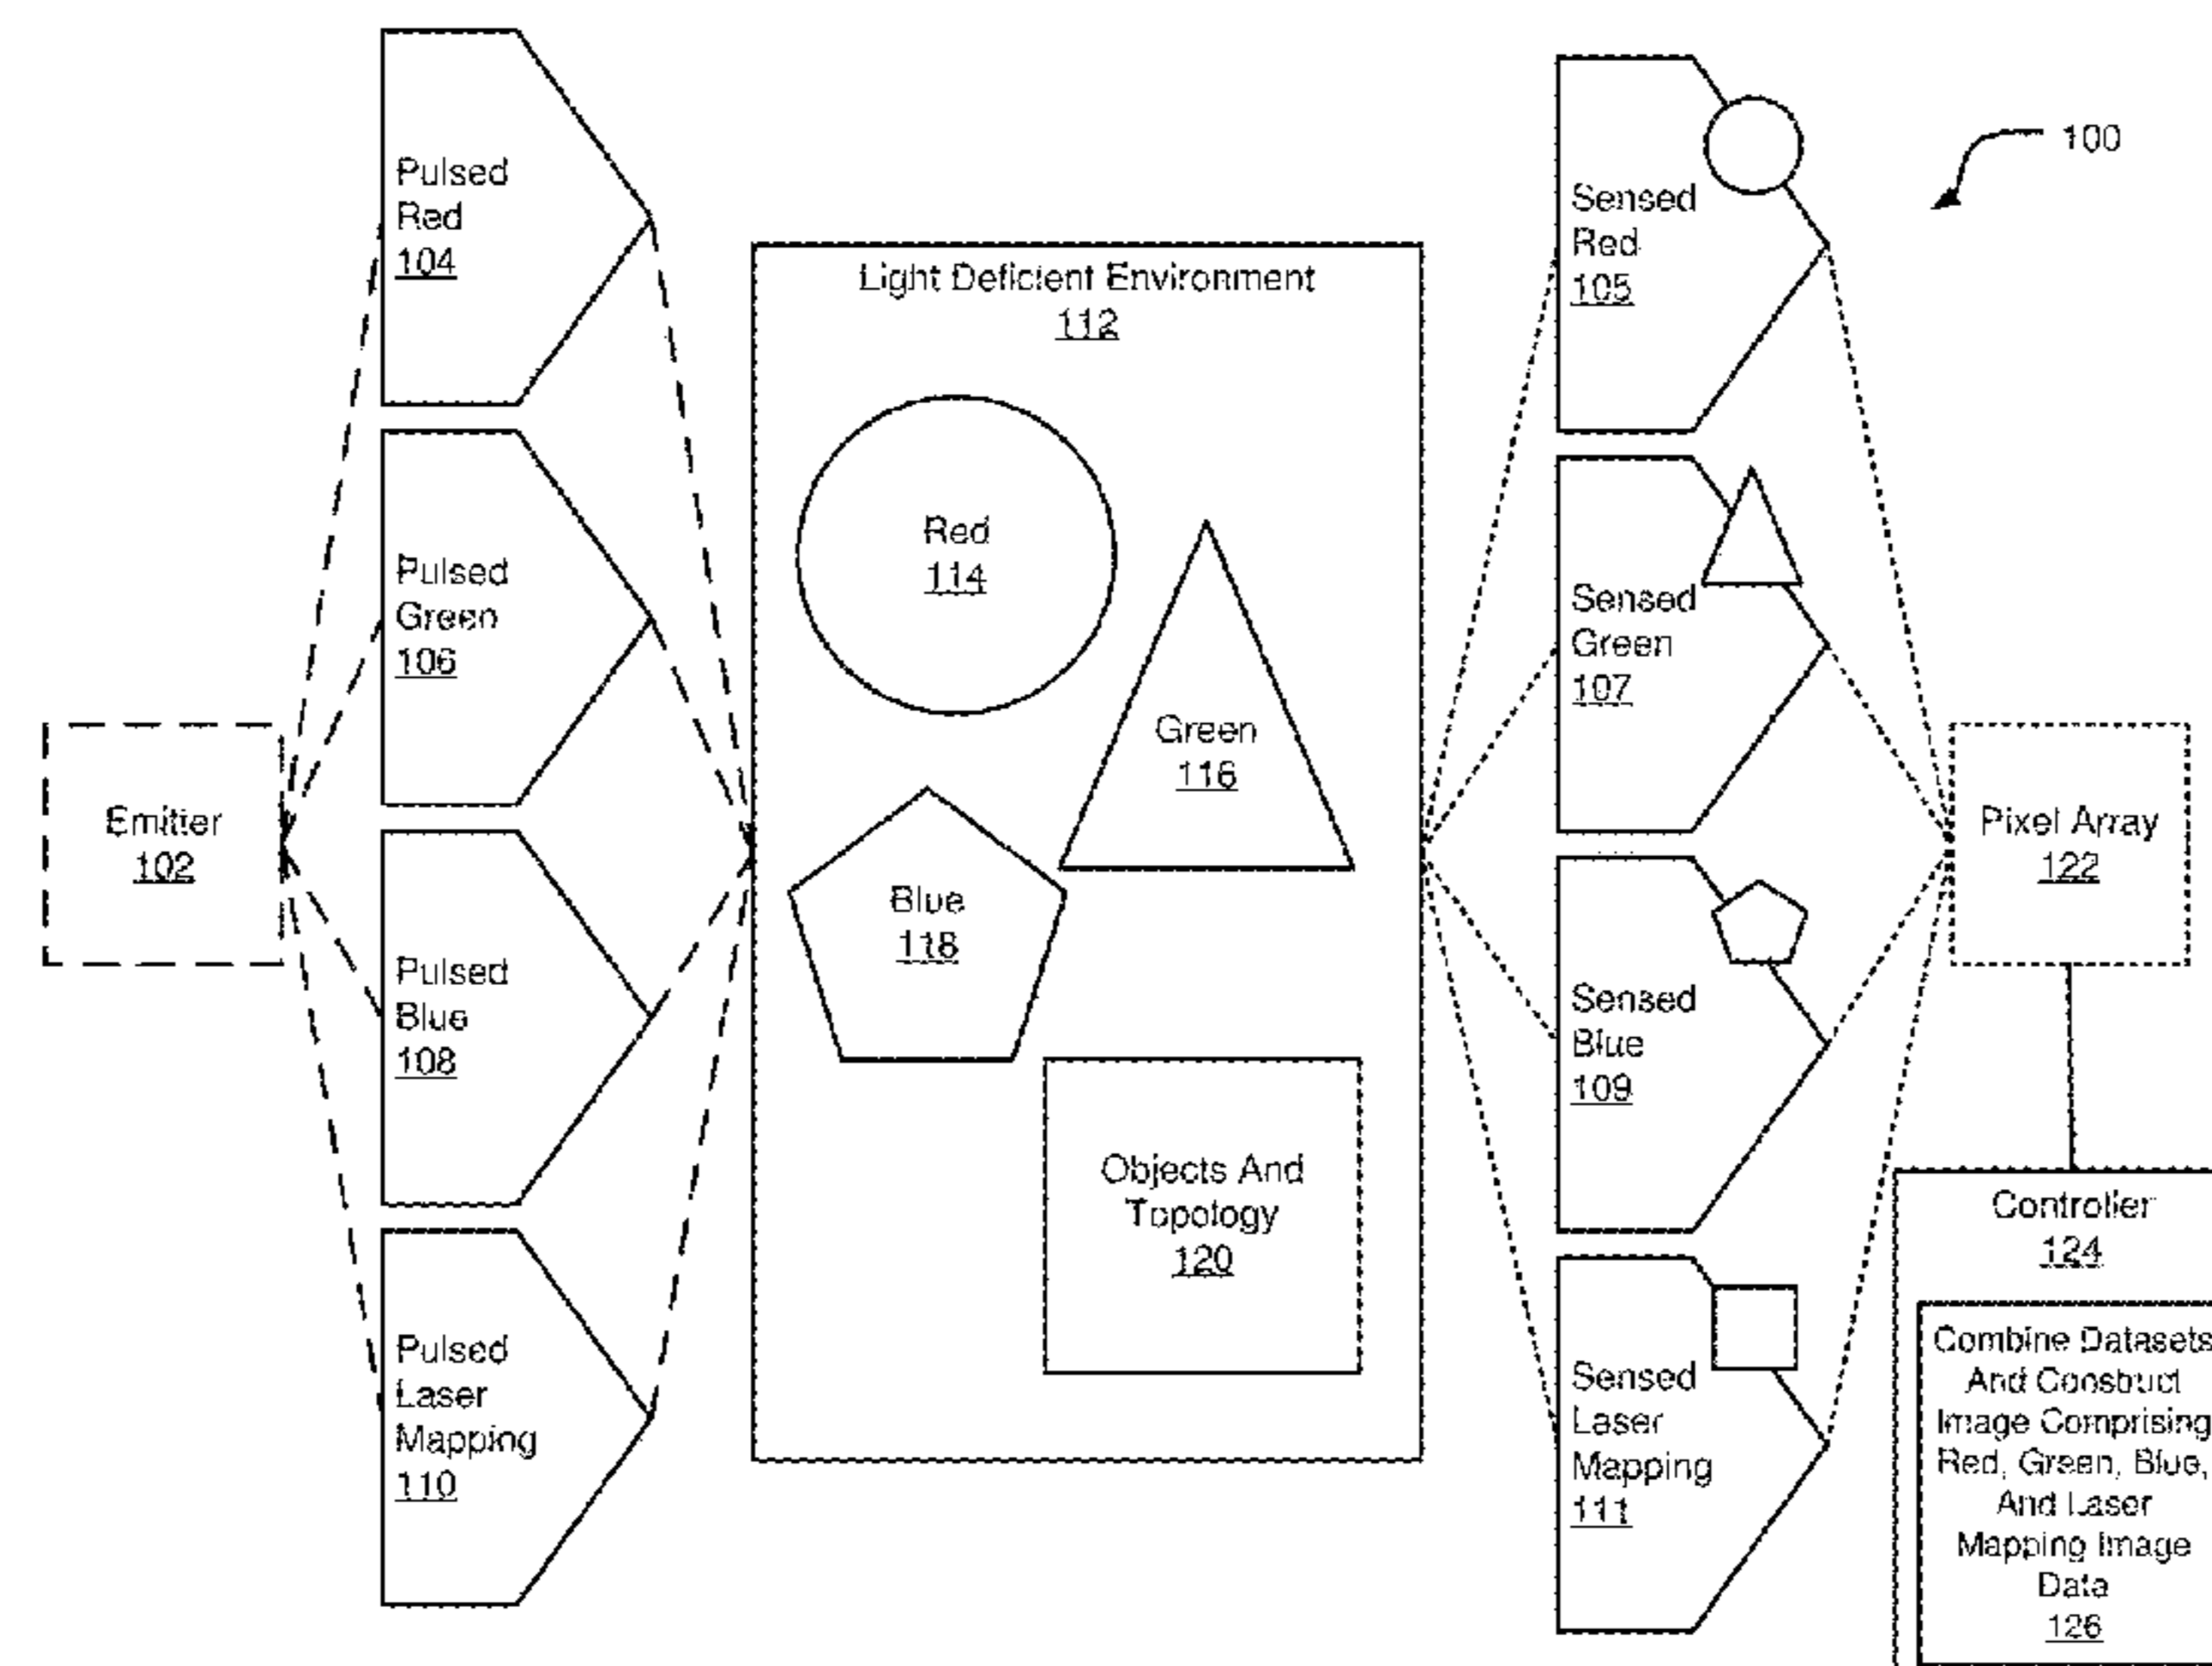 Pulsed
Red
104
Pulsed
Green
106
Pulsed
Blue
108
Pulsed
Laser
Mapping
110
Emitter
102
Light Deficient Environment
112
Red
114
Green
116
Blue
118
Objects And
Topology
120
Sensed
Red
105
Sensed
Green
107
Sensed
Blue
109
Sensed
Laser
Mapping
111
100
Pixel Array
122
Controller
124
Combine Datasets
And Construct
Image Comprising
Red, Green, Blue,
And Laser
Mapping Image
Data
126